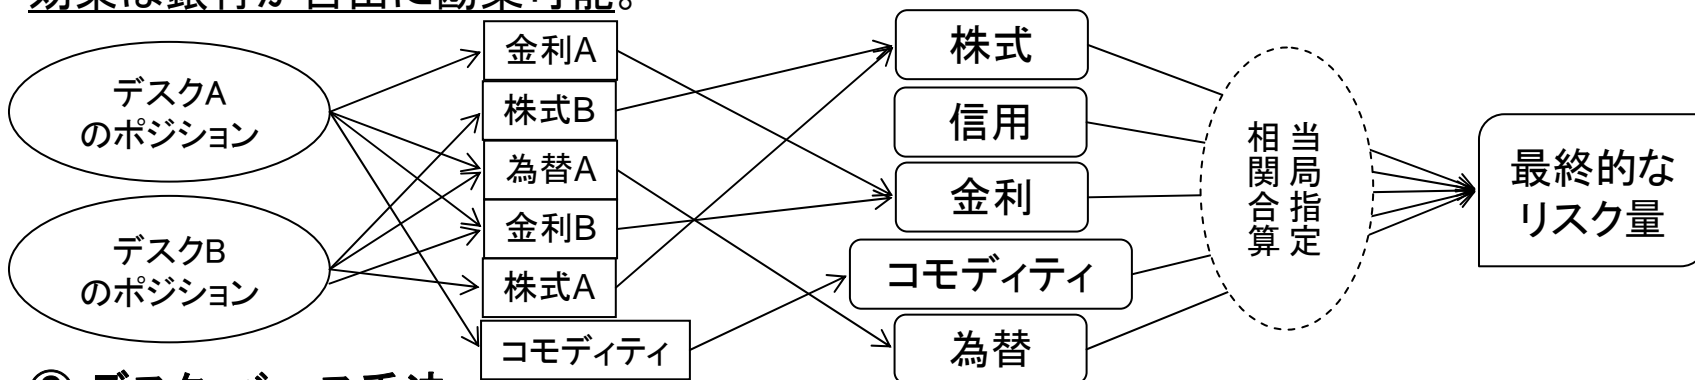 効果は銀行が自由に勘案可能。
デスクA
のポジション
デスクB
のポジション
金利A
株式B
為替A
金利B
株式A
コモディティ
株式
信用
金利
コモディティ
為替
当局指定
相関合算
最終的な
リスク量
② デスク・ベース手法